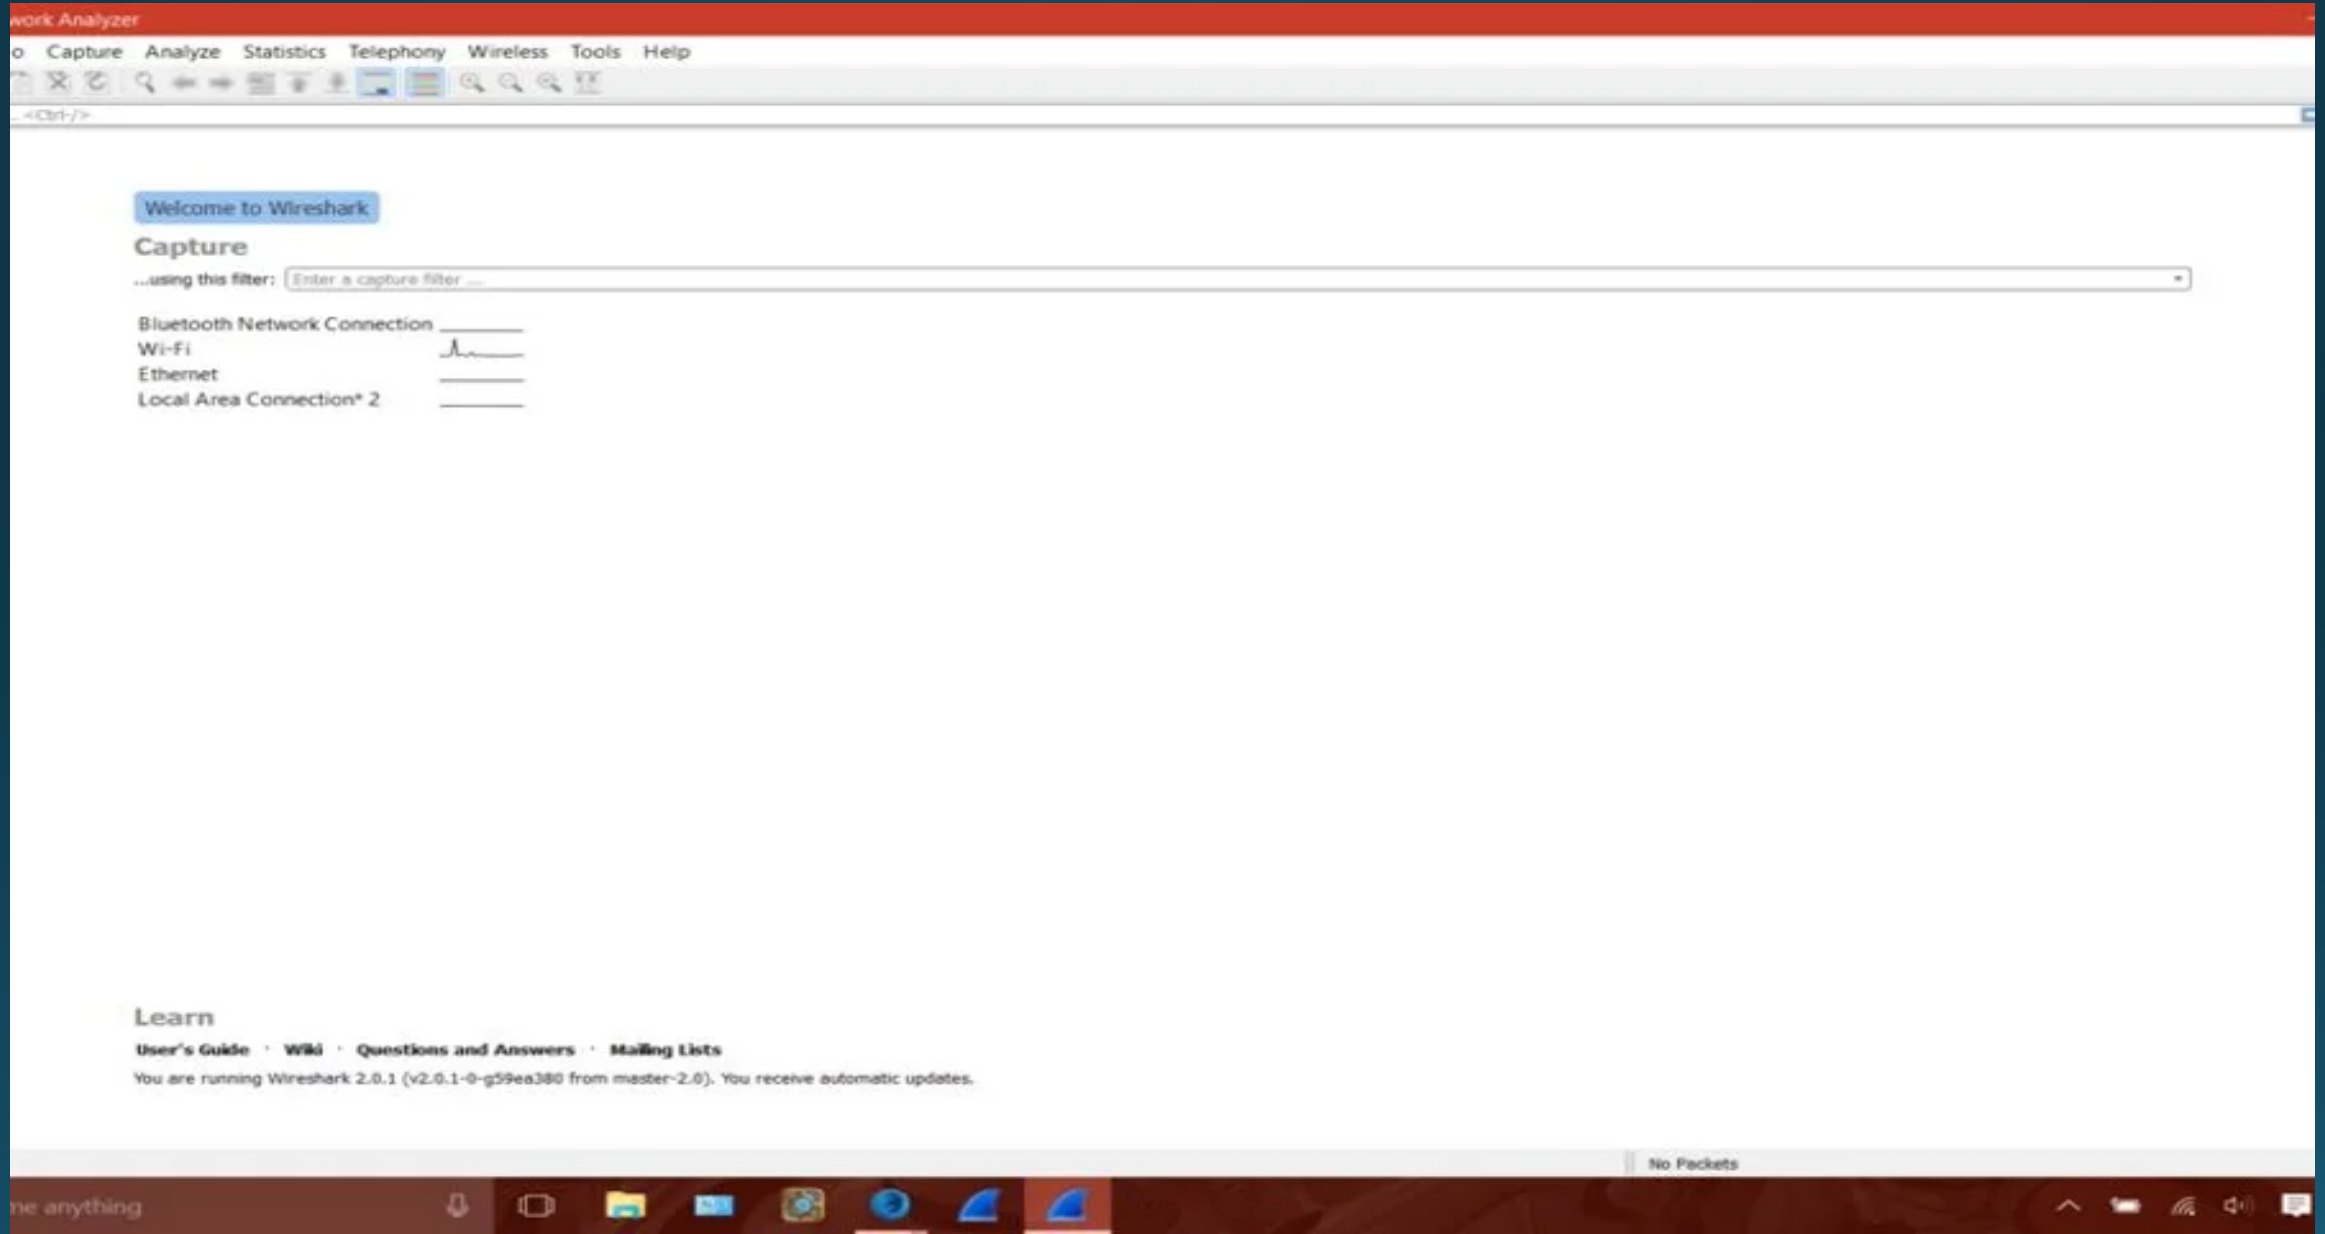 work Analyzer
o Capture Analyze Statistics Telephony Wireless Tools Help
... <Ctrl-/>
Welcome to Wireshark
Capture
...using this filter: Enter a capture filter ...
Bluetooth Network Connection
Wi-Fi
Ethernet
Local Area Connection* 2
Learn
User's Guide · Wiki · Questions and Answers · Mailing Lists
You are running Wireshark 2.0.1 (v2.0.1-0-g59ea380 from master-2.0). You receive automatic updates.
No Packets
me anything